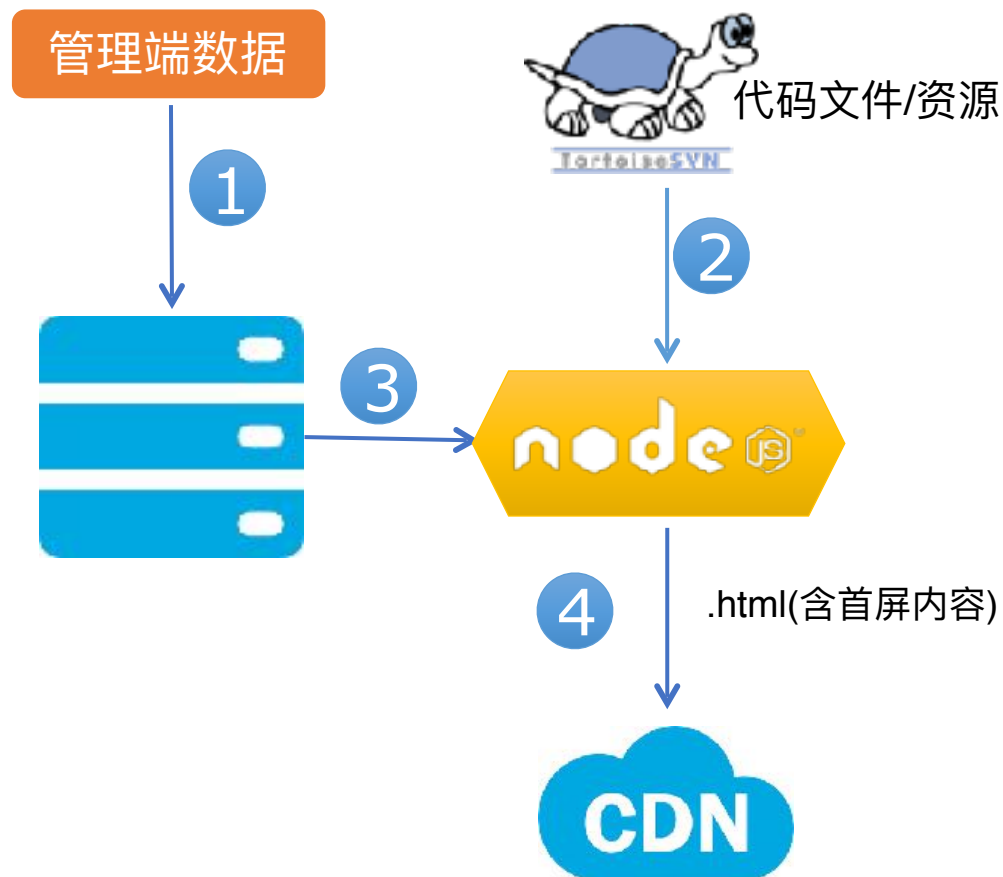 管理端数据
代码文件/资源
TortoiseSVN
1
2
3
node JS
4
.html(含首屏内容)
CDN